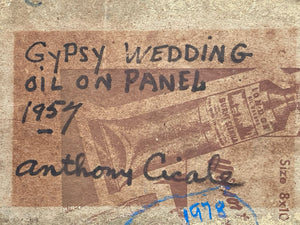 GYPSY WEDDING
OIL ON PANEL
1957
Anthony Cicale
1978
Size 8x10